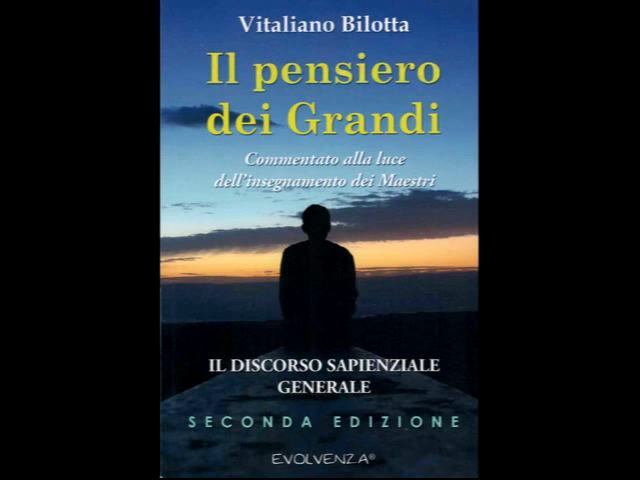 Vitaliano Bilotta
Il pensiero
dei Grandi
Commentato alla luce
dell'insegnamento dei Maestri
IL DISCORSO SAPIENZIALE
GENERALE
SECONDA EDIZIONE
EVOLVENZA®